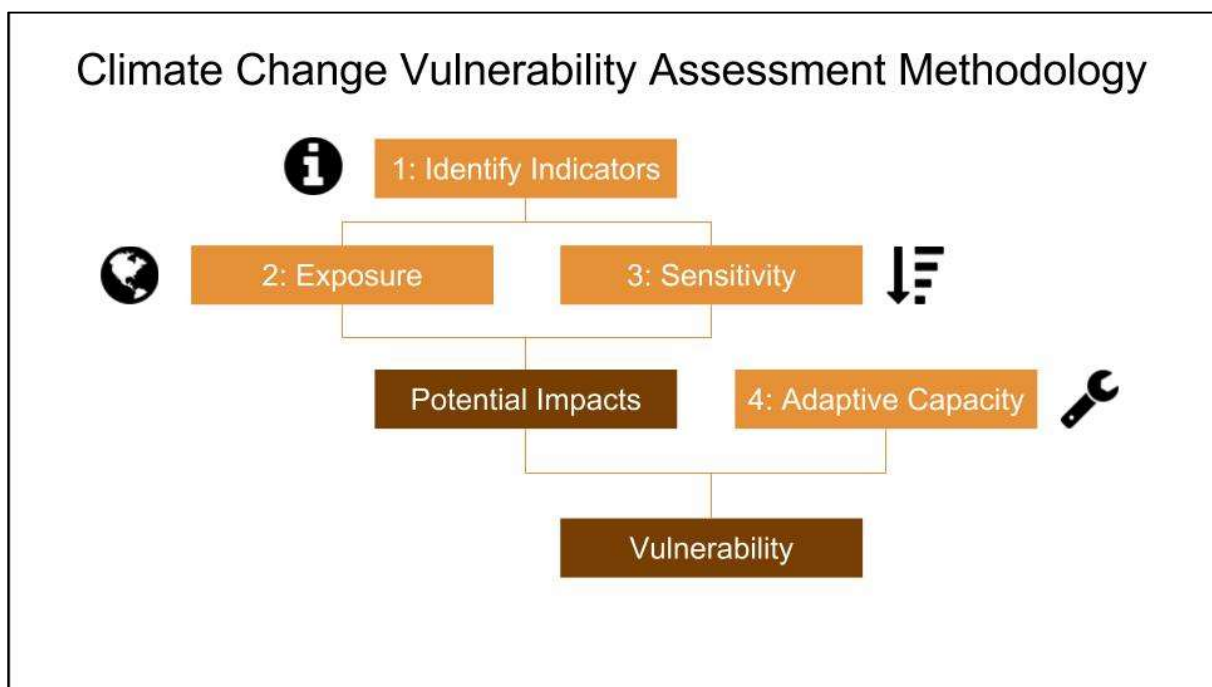 Climate Change Vulnerability Assessment Methodology
1: Identify Indicators
2: Exposure
3: Sensitivity
Potential Impacts
4: Adaptive Capacity
Vulnerability